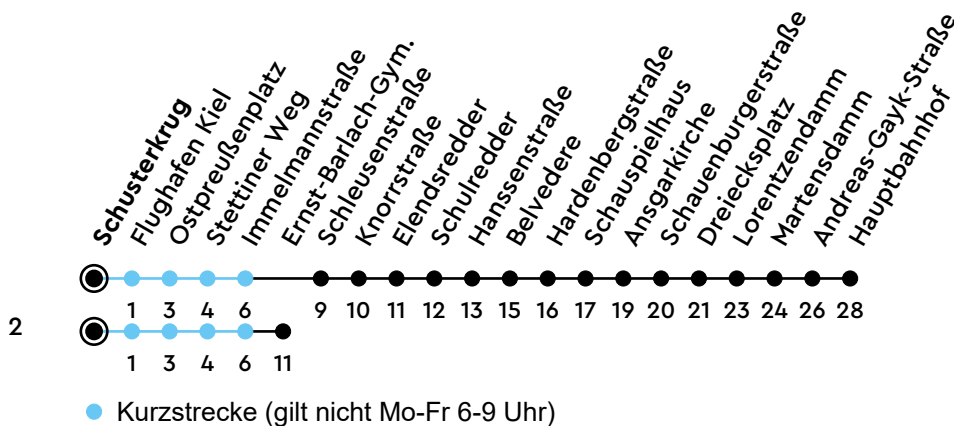 Schusterkrug
Flughafen Kiel
Ostpreußenplatz
Stettiner Weg
Immelmannstraße
Ernst-Barlach-Gym.
Schleusenstraße
Knorrstraße
Elendsredder
Schulredder
Hanssenstraße
Belvedere
Hardenbergstraße
Schauspielhaus
Ansgarkirche
Schauenburgerstraße
Dreiecksplatz
Lorentzendamm
Martensdamm
Andreas-Gayk-Straße
Hauptbahnhof
1 3 4 6 9 10 11 12 13 15 16 17 19 20 21 23 24 26 28
2
1 3 4 6 11
Kurzstrecke (gilt nicht Mo-Fr 6-9 Uhr)